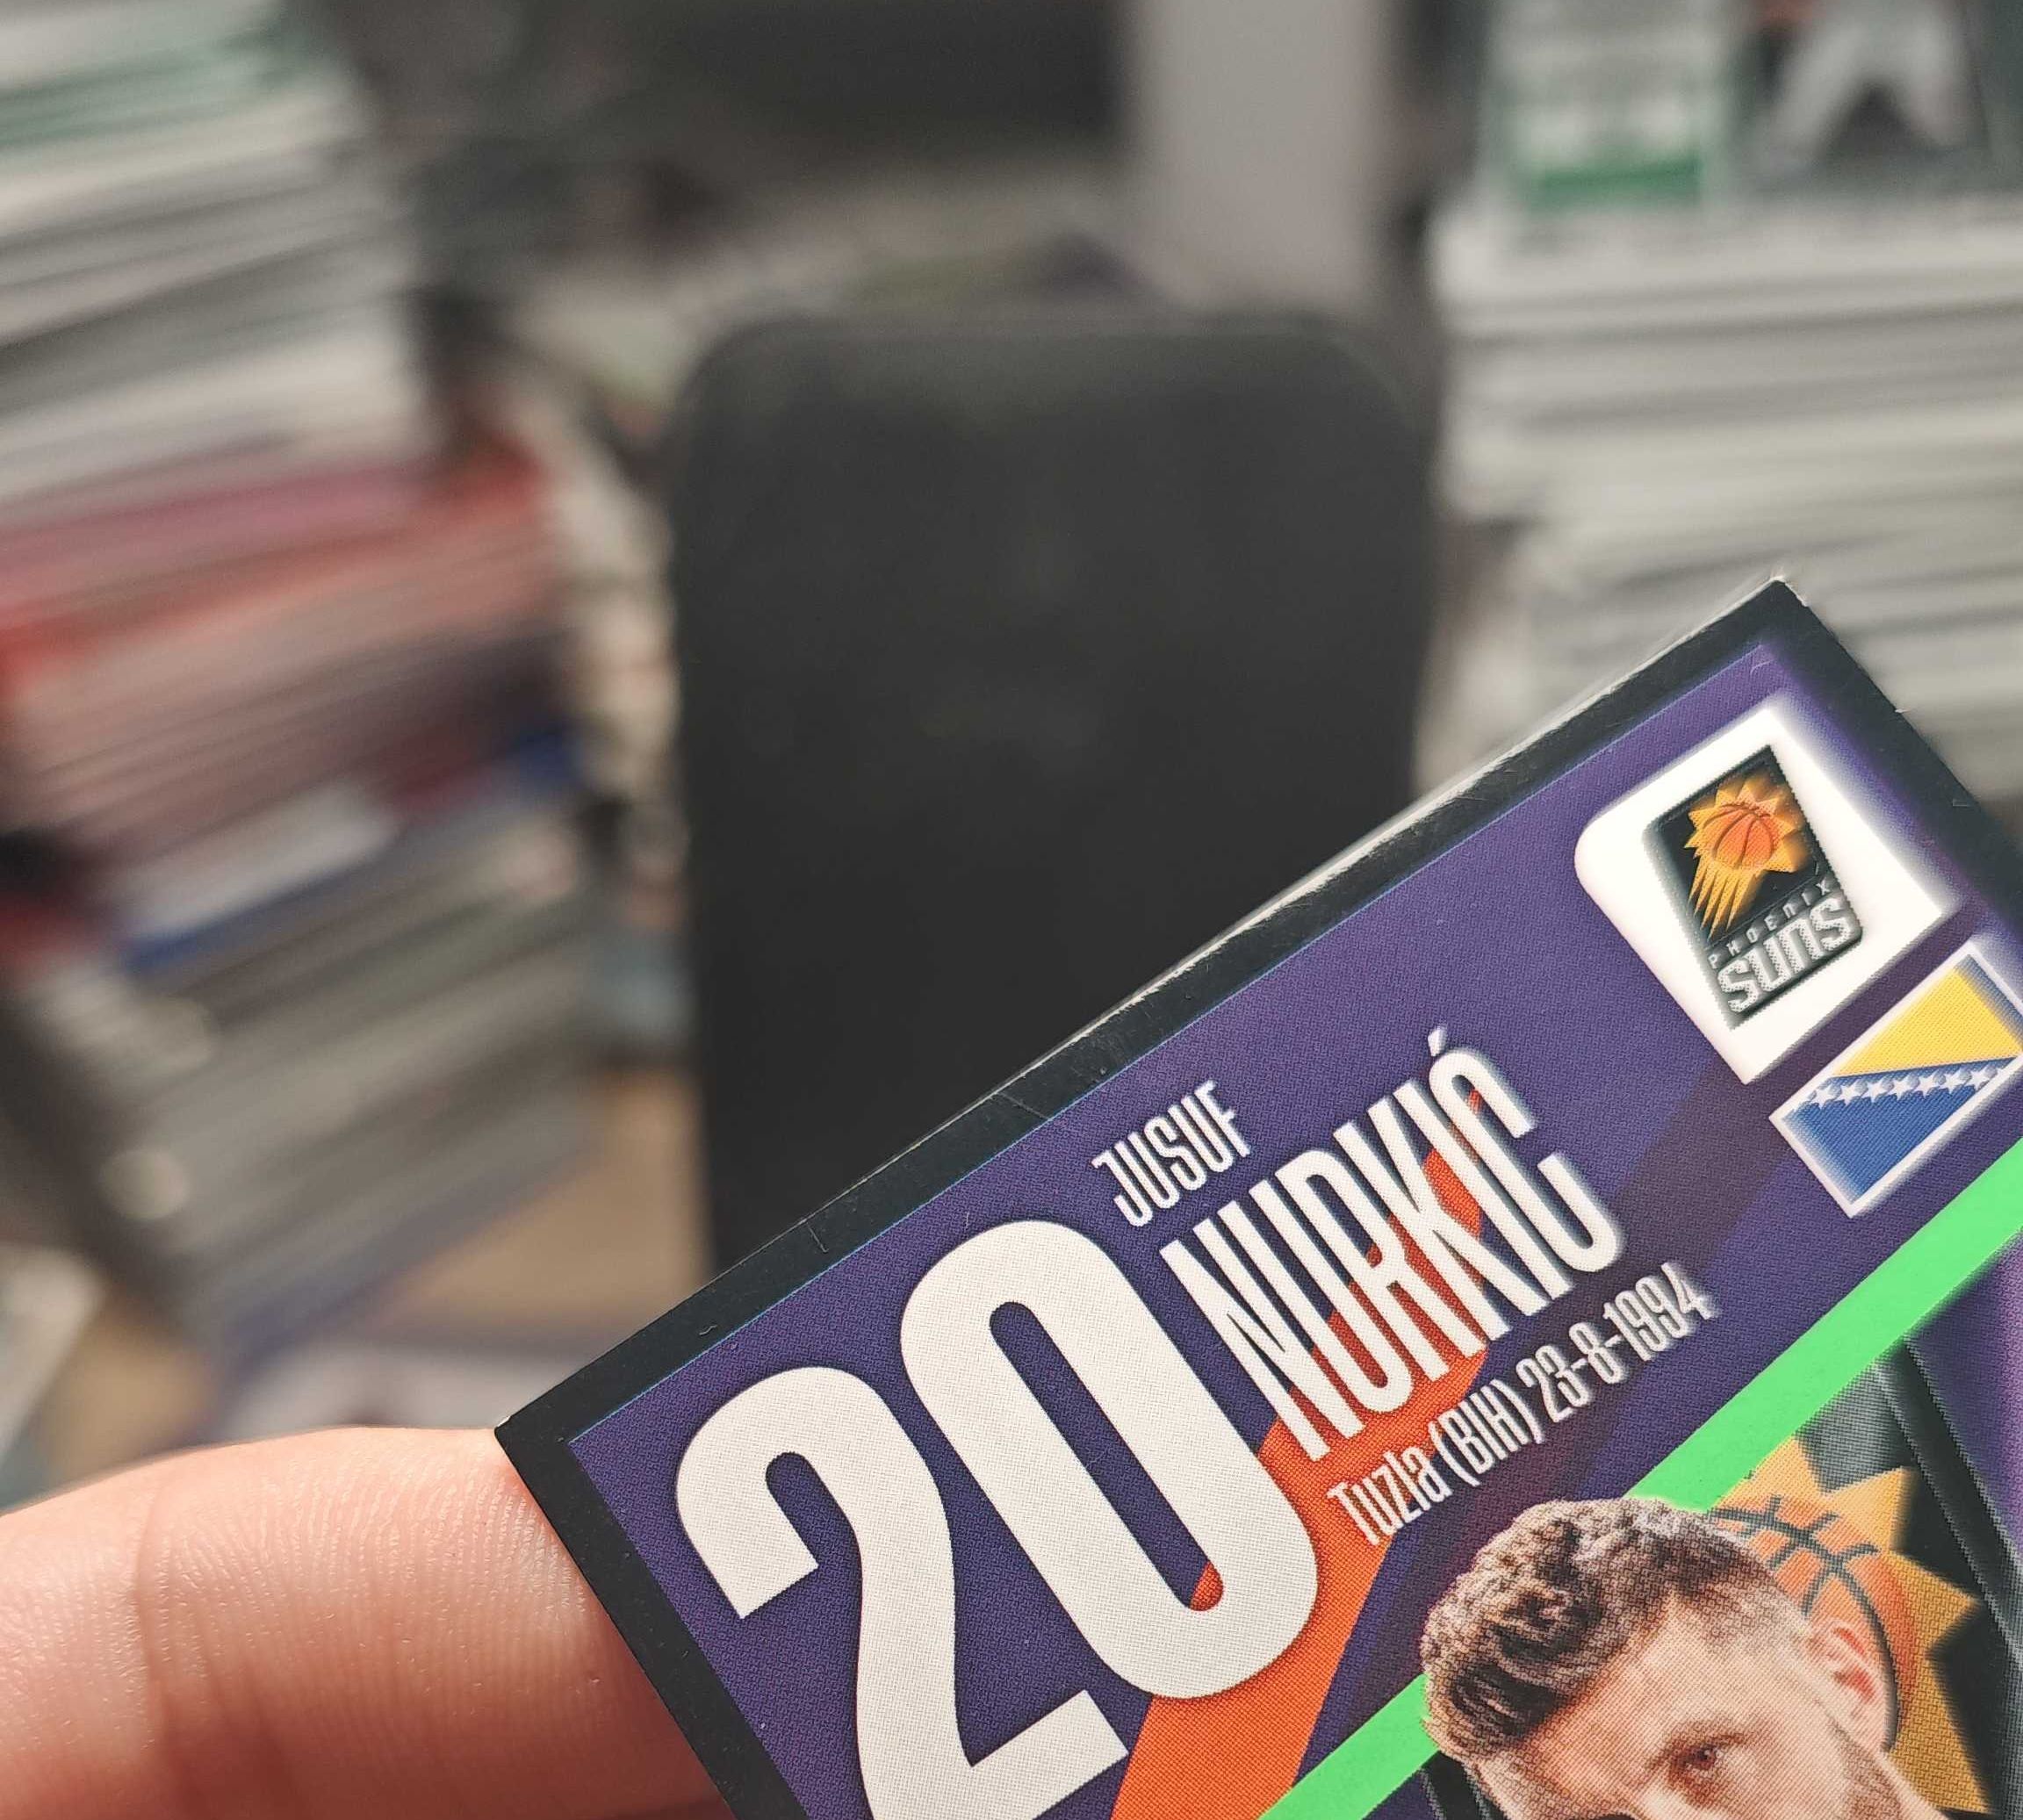 PHOENIX
SUNS
JUSUF
NURKIĆ
20
Tuzla (BIH) 23-8-1994